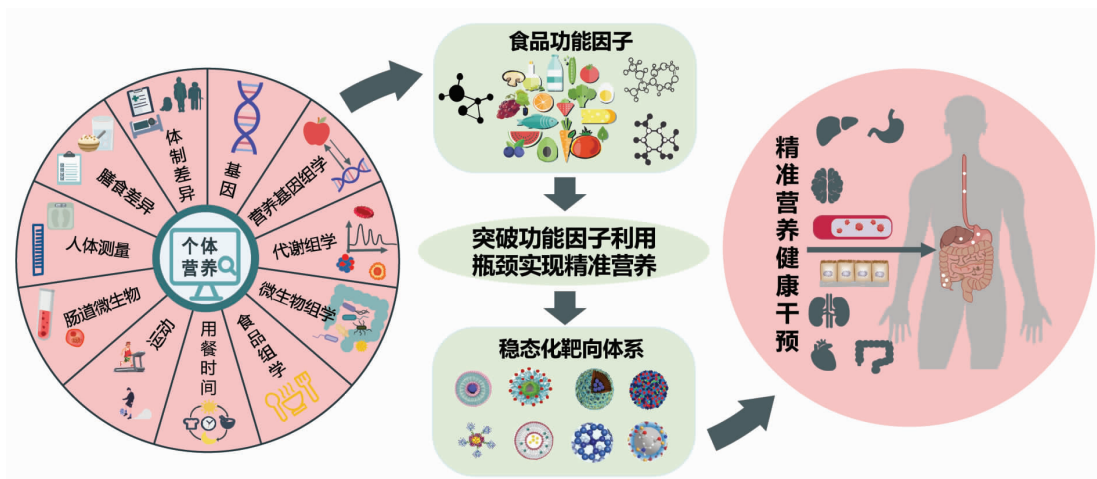 个体
营养
基因
营养基因组学
代谢组学
微生物组学
食品组学
用餐时间
运动
肠道微生物
人体测量
膳食差异
体制差异
食品功能因子
突破功能因子利用
瓶颈实现精准营养
稳态化靶向体系
精准营养健康干预